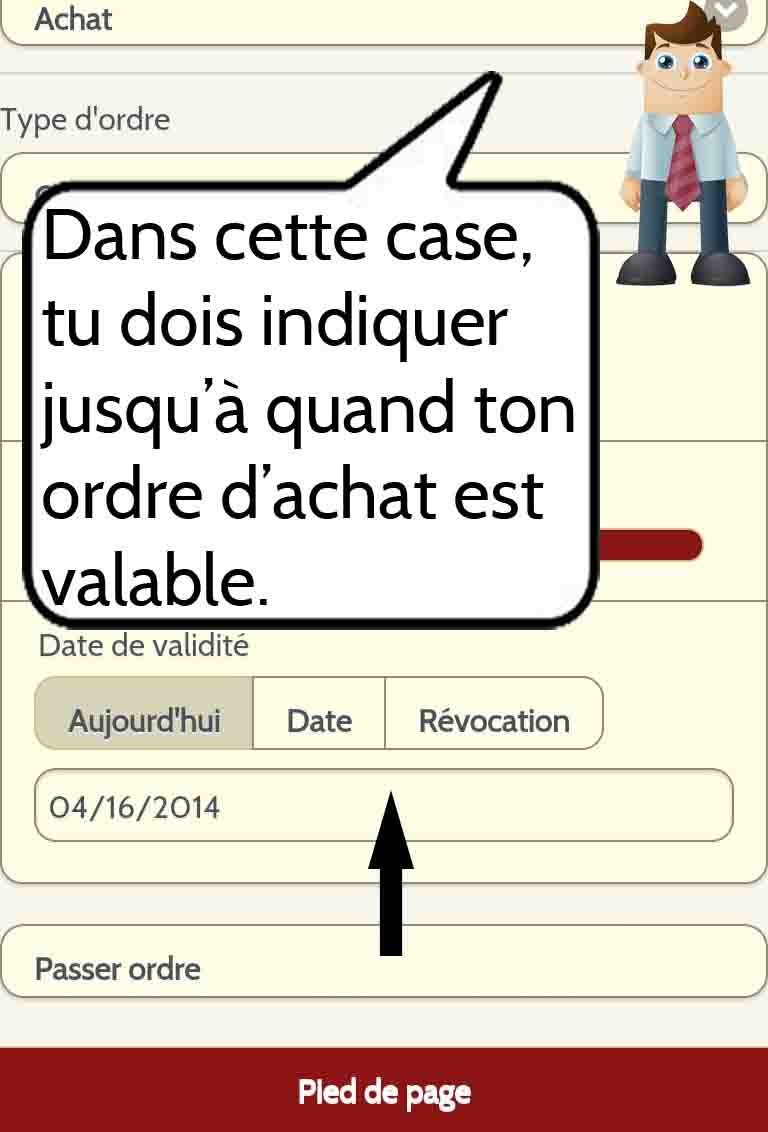 Achat
Type d'ordre
Dans cette case,
tu dois indiquer
jusqu’à quand ton
ordre d’achat est
valable.
Date de validité
Aujourd'hui Date Révocation
04/16/2014
Passer ordre
Pied de page